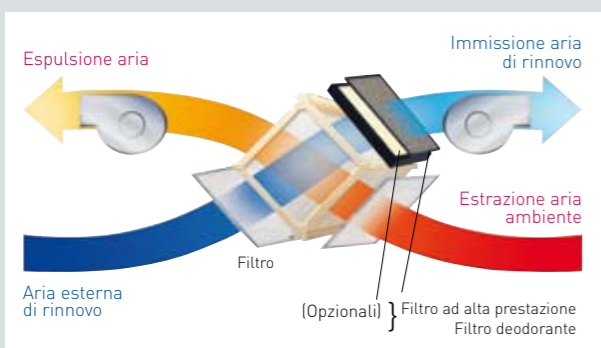 Espulsione aria
Immissione aria
di rinnovo
Estrazione aria
ambiente
Filtro
Aria esterna
di rinnovo
(Opzionali) } Filtro ad alta prestazione
Filtro deodorante